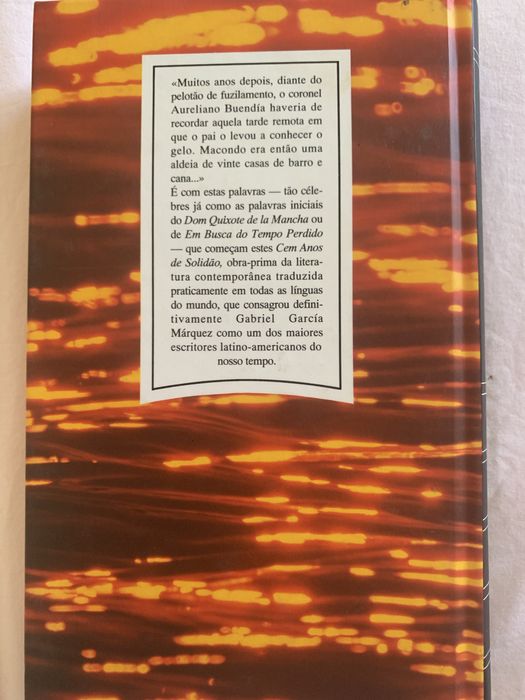 «Muitos anos depois, diante do
pelotão de fuzilamento, o coronel
Aureliano Buendía haveria de
recordar aquela tarde remota em
que o pai o levou a conhecer o
gelo. Macondo era então uma
aldeia de vinte casas de barro e
cana...»
É com estas palavras — tão céle-
bres já como as palavras iniciais
do Dom Quixote de la Mancha ou
de Em Busca do Tempo Perdido
— que começam estes Cem Anos
de Solidão, obra-prima da litera-
tura contemporânea traduzida
praticamente em todas as línguas
do mundo, que consagrou defini-
tivamente Gabriel García
Márquez como um dos maiores
escritores latino-americanos do
nosso tempo.